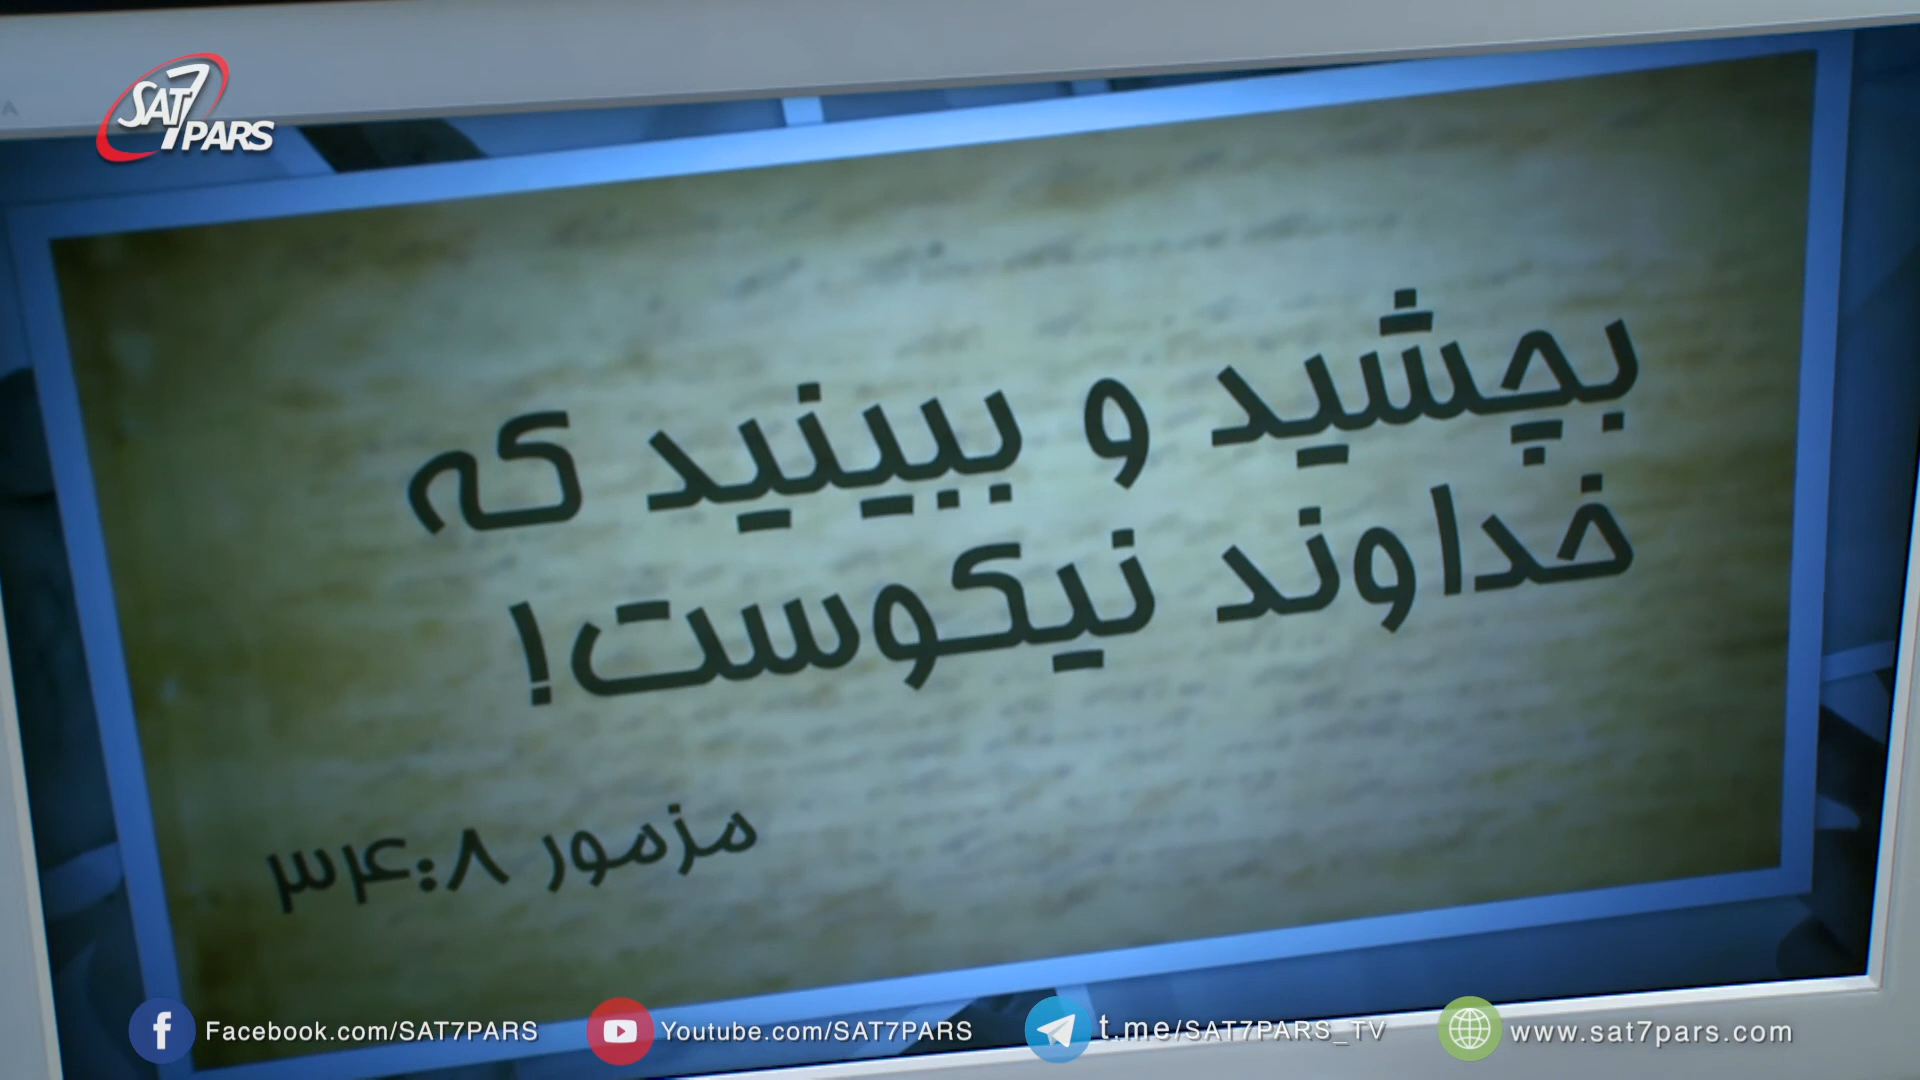 SAT7
PARS
بچشید و ببینید که
خداوند نیکوست!
مزمور ۳۴:۸
Facebook.com/SAT7PARS
Youtube.com/SAT7PARS
t.me/SAT7PARS_TV
www.sat7pars.com